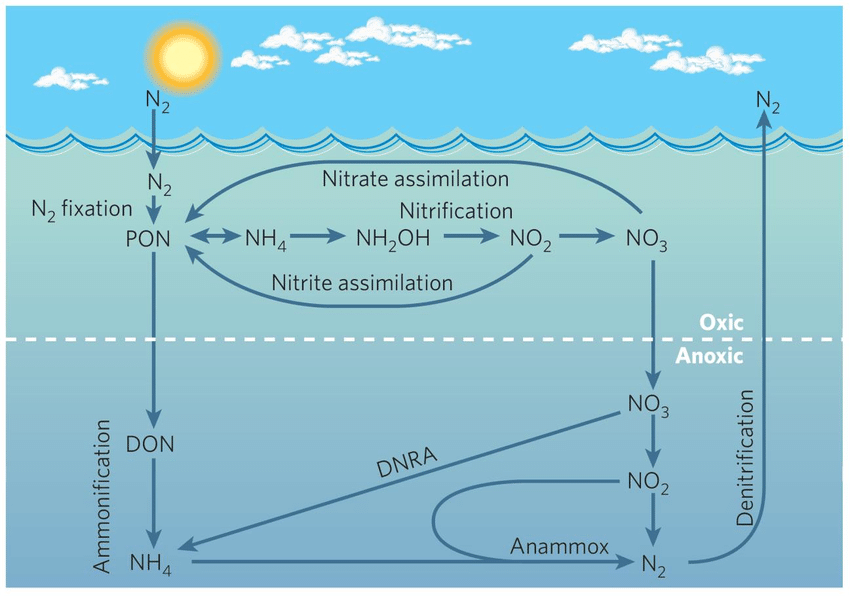 N₂
N₂
N₂
Nitrate assimilation
N₂ fixation
Nitrification
PON
NH₄
NH₂OH
NO₂
NO₃
Nitrite assimilation
Oxic
Anoxic
NO₃
DON
DNRA
Ammonification
Denitrification
NO₂
Anammox
NH₄
N₂